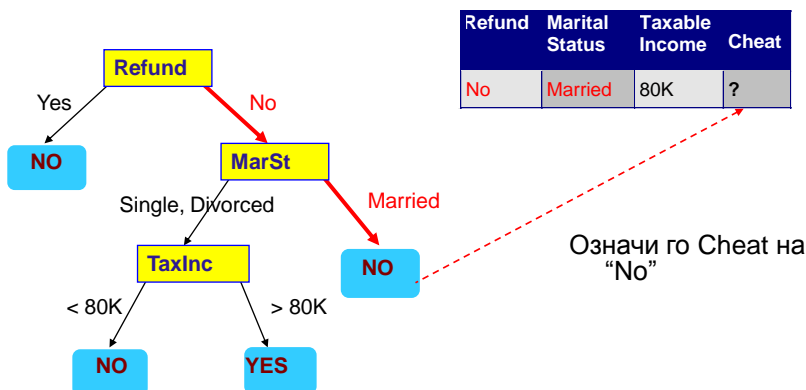 Refund Marital Status Taxable Income Cheat
No Married 80K ?
Refund
Yes No
NO MarSt
Single, Divorced Married
TaxInc NO
Означи го Cheat на
“No”
< 80K > 80K
NO YES